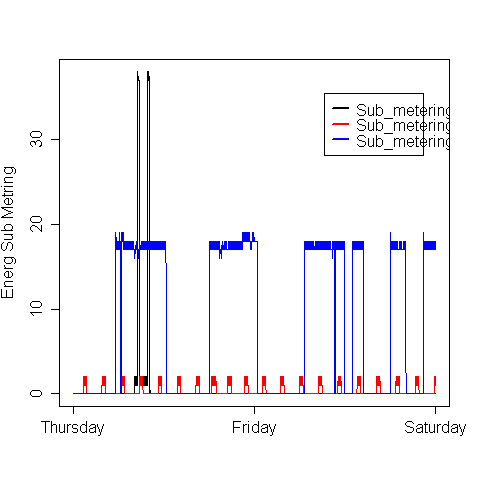 Sub_metering
Sub_metering
Sub_metering
Energ Sub Metring
30
20
10
0
Thursday Friday Saturday